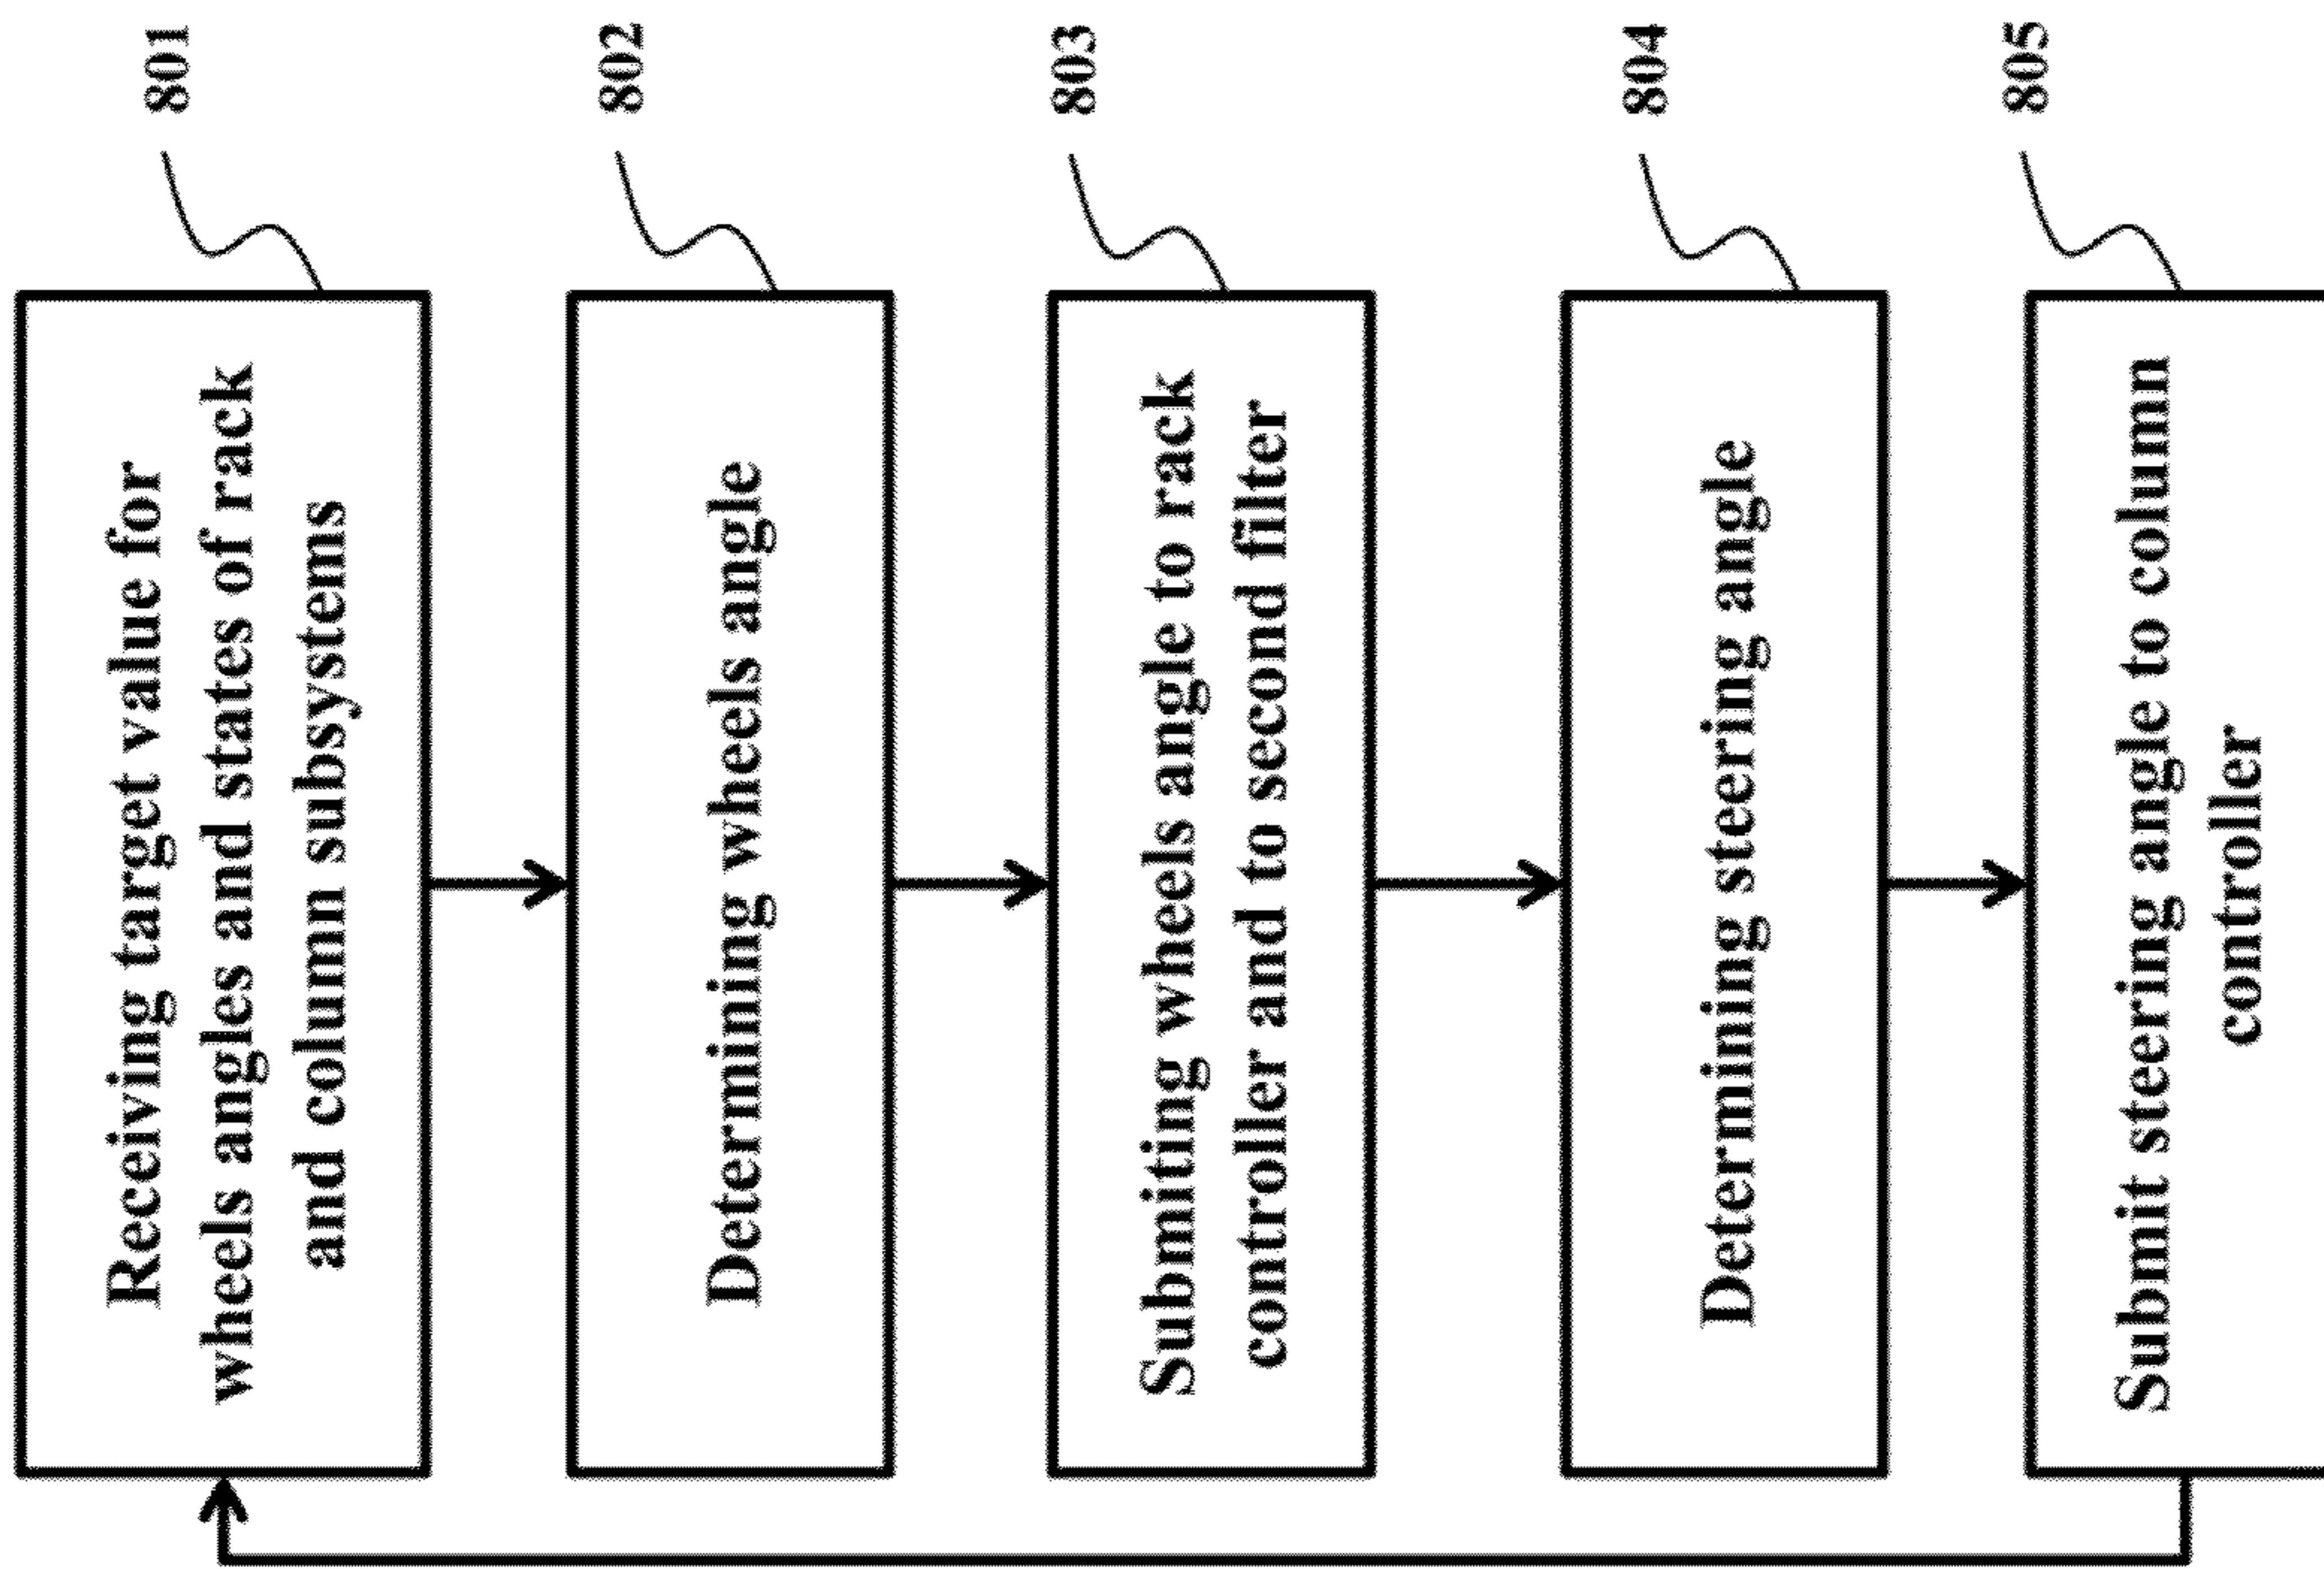 801
Receiving target value for
wheels angles and states of rack
and column subsystems
802
Determining wheels angle
803
Submiting wheels angle to rack
controller and to second filter
804
Determining steering angle
805
Submit steering angle to column
controller